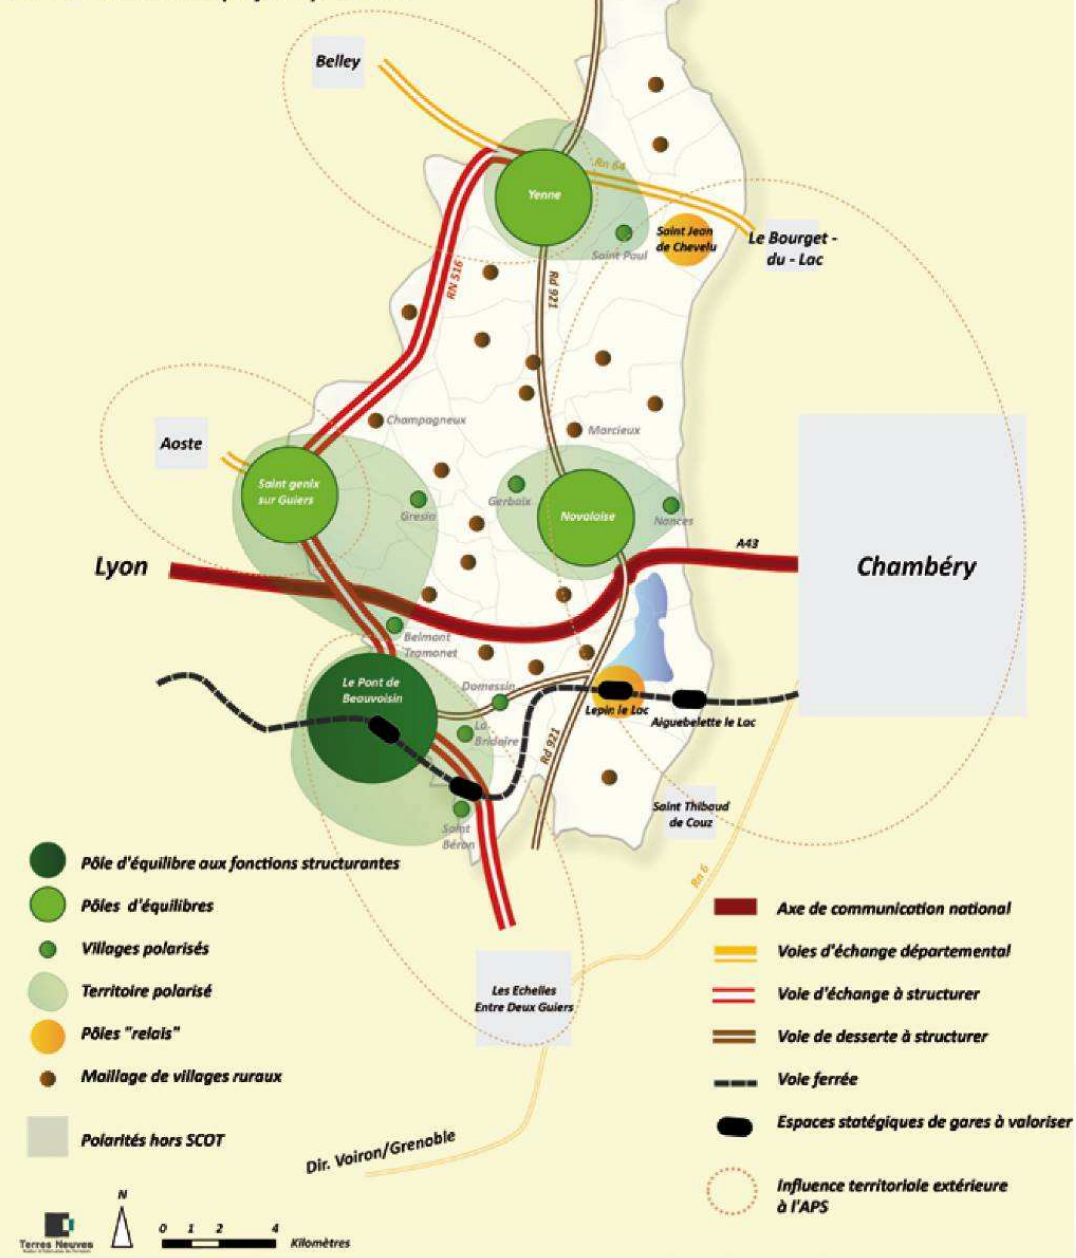 Belley
Rn 64
Yenne
Saint Jean
de Chevelu
Le Bourget -
du - Lac
Saint Paul
RN 516
Rd 921
Champagneux
Marcieux
Aoste
Saint genix
sur Guiers
Gresin
Gerbaix
Novalaise
Nances
A43
Lyon
Chambéry
Belmont
Tramonet
Le Pont de
Beauvoisin
Domessin
La
Bridoire
Lepin le Lac
Aiguebelette le Lac
Rd 921
Saint Thibaud
de Couz
Saint
Béron
Rn 6
Les Echelles
Entre Deux Guiers
Dir. Voiron/Grenoble
Pôle d'équilibre aux fonctions structurantes
Pôles d'équilibres
Villages polarisés
Territoire polarisé
Pôles "relais"
Maillage de villages ruraux
Polarités hors SCOT
Axe de communication national
Voies d'échange départemental
Voie d'échange à structurer
Voie de desserte à structurer
Voie ferrée
Espaces statégiques de gares à valoriser
Influence territoriale extérieure
à l'APS
N
0 1 2 4
Kilomètres
Terres Neuves